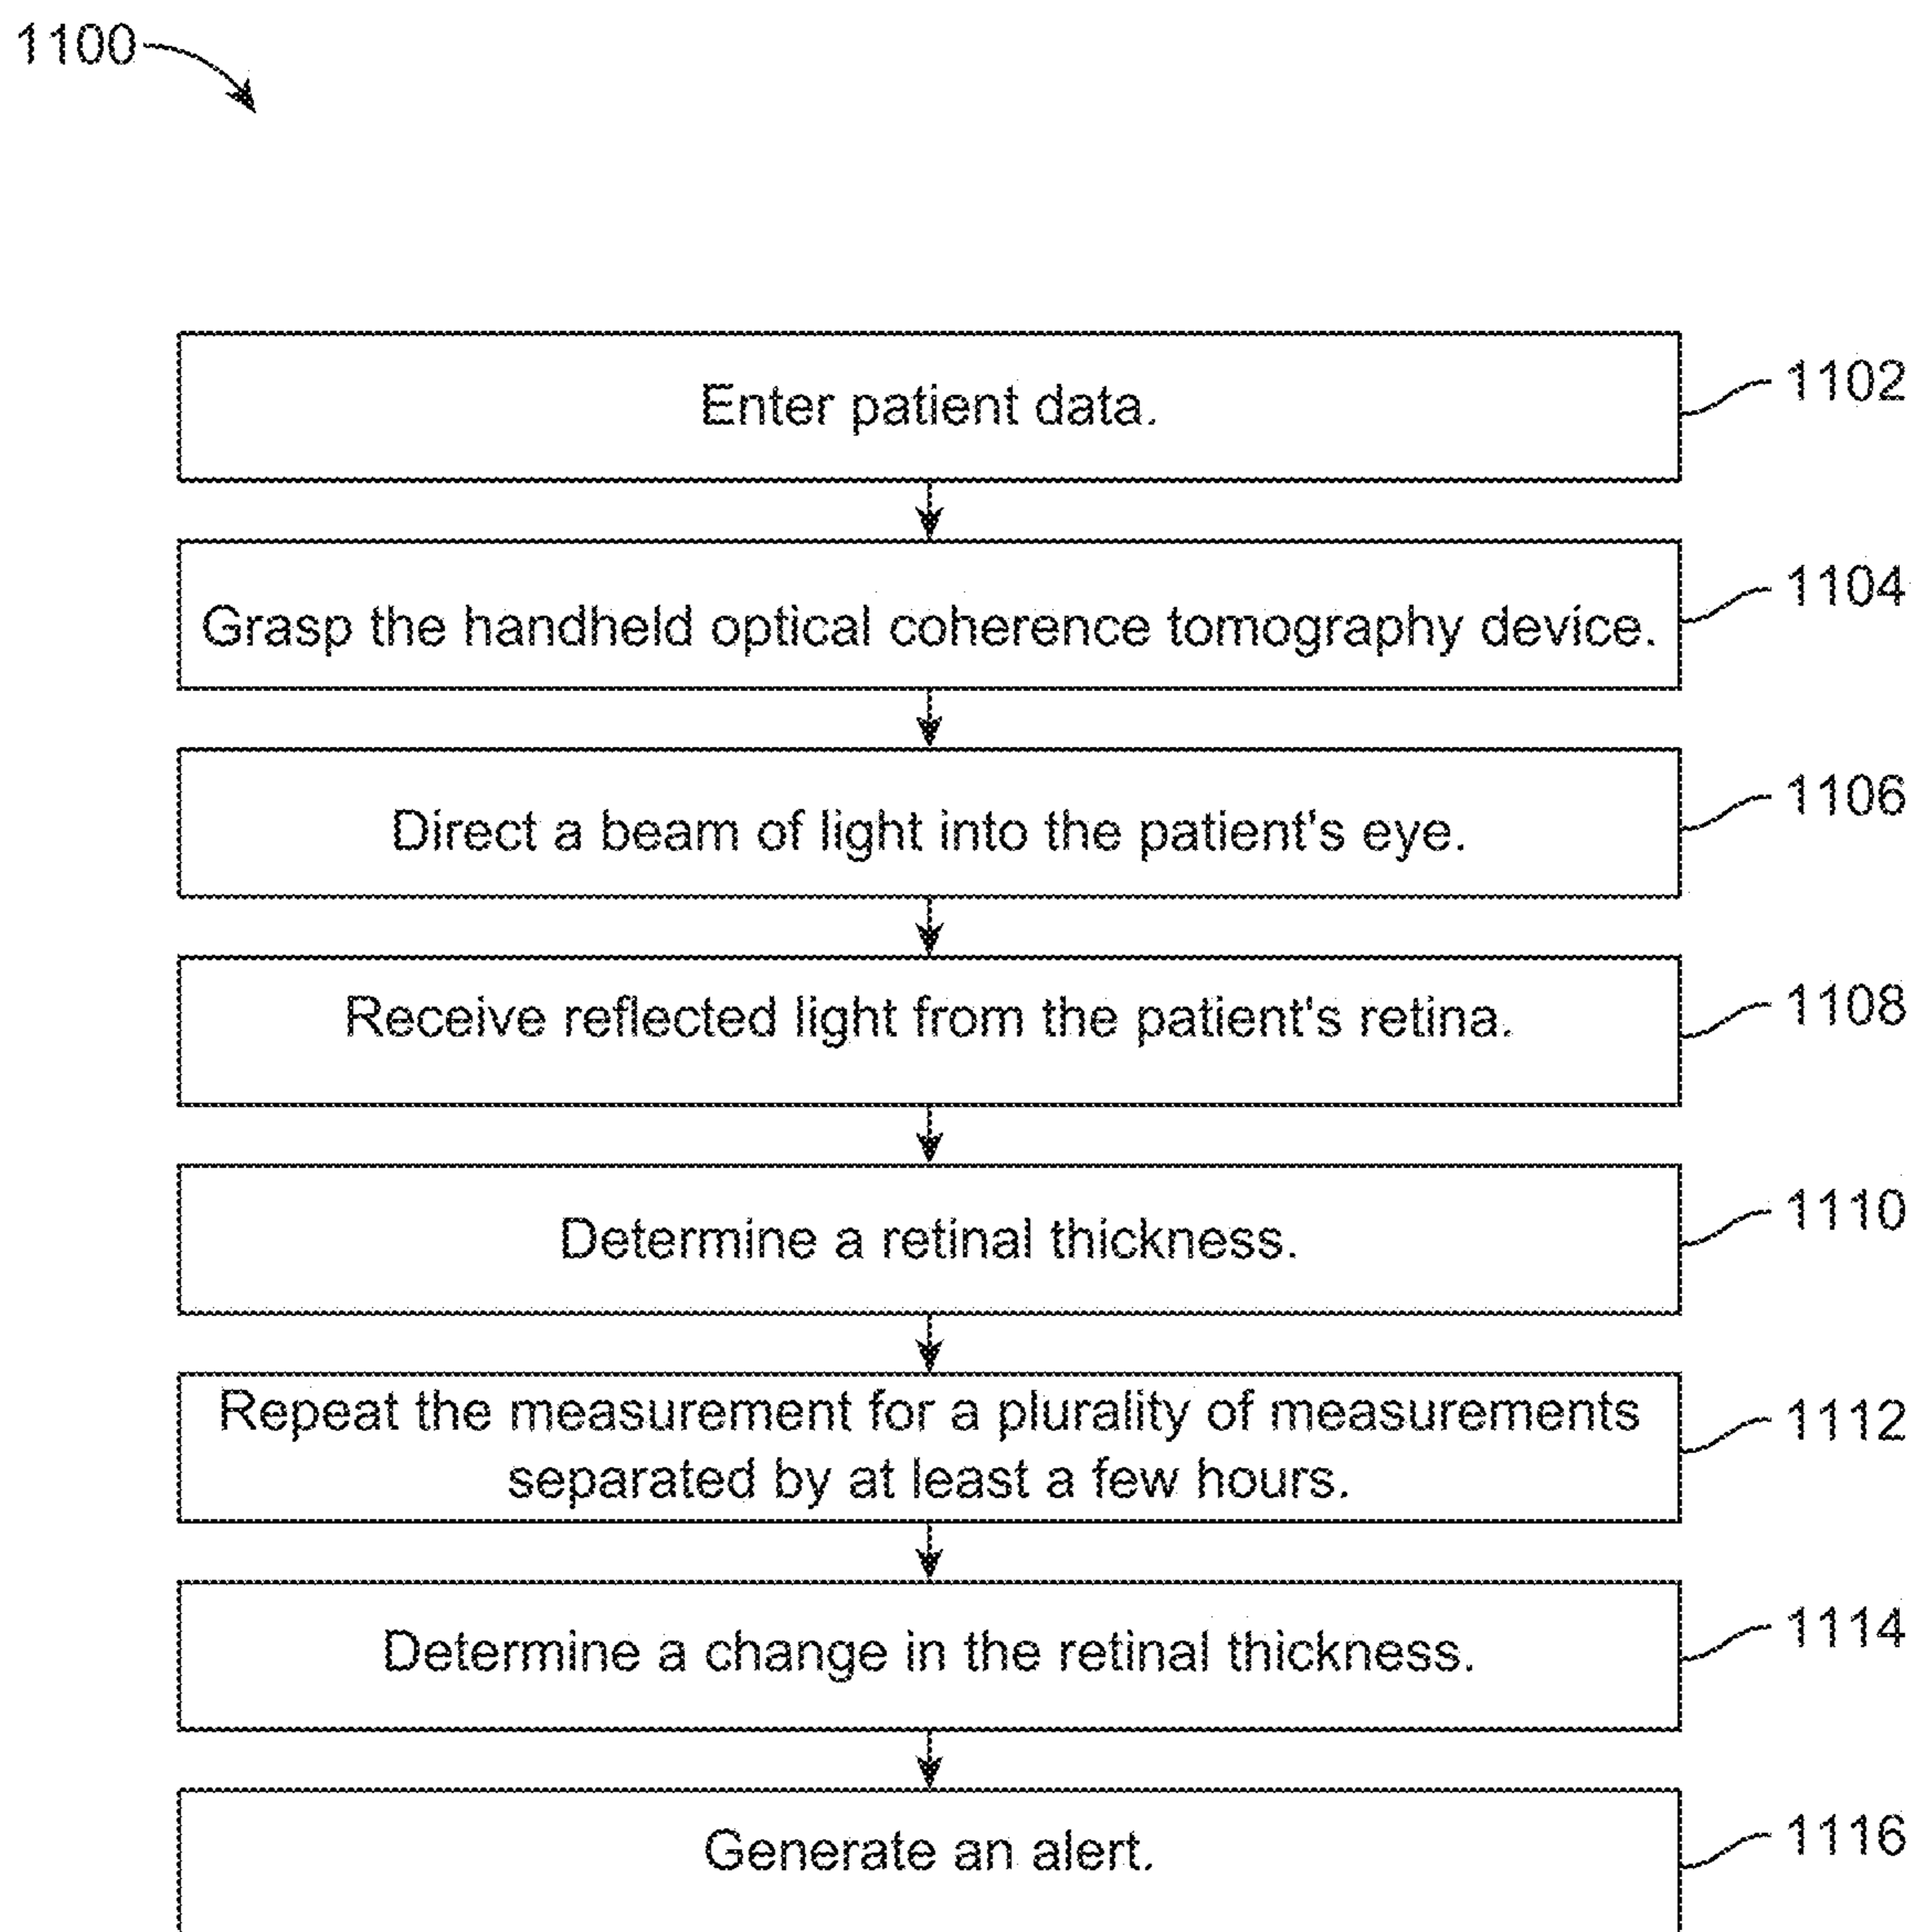 1100
Enter patient data.
1102
Grasp the handheld optical coherence tomography device.
1104
Direct a beam of light into the patient's eye.
1106
Receive reflected light from the patient's retina.
1108
Determine a retinal thickness.
1110
Repeat the measurement for a plurality of measurements
separated by at least a few hours.
1112
Determine a change in the retinal thickness.
1114
Generate an alert.
1116